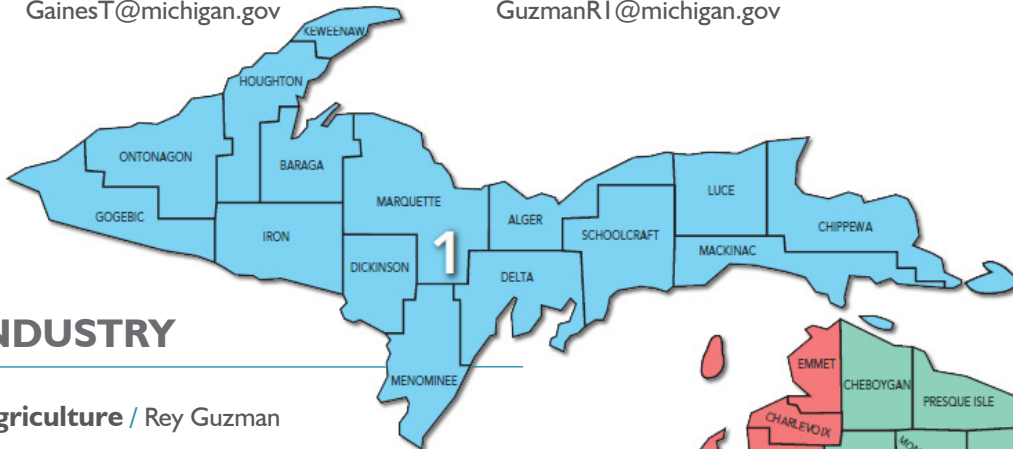 GainesT@michigan.gov
GuzmanR1@michigan.gov
KEWEENAW
HOUGHTON
ONTONAGON
BARAGA
GOGEBIC
IRON
MARQUETTE
1
DICKINSON
ALGER
DELTA
SCHOOLCRAFT
LUCE
MACKINAC
CHIPPEWA
MENOMINEE
NDUSTRY
griculture / Rey Guzman
EMMET
CHEBOYGAN
PRESQUE ISLE
CHARLEVOIX